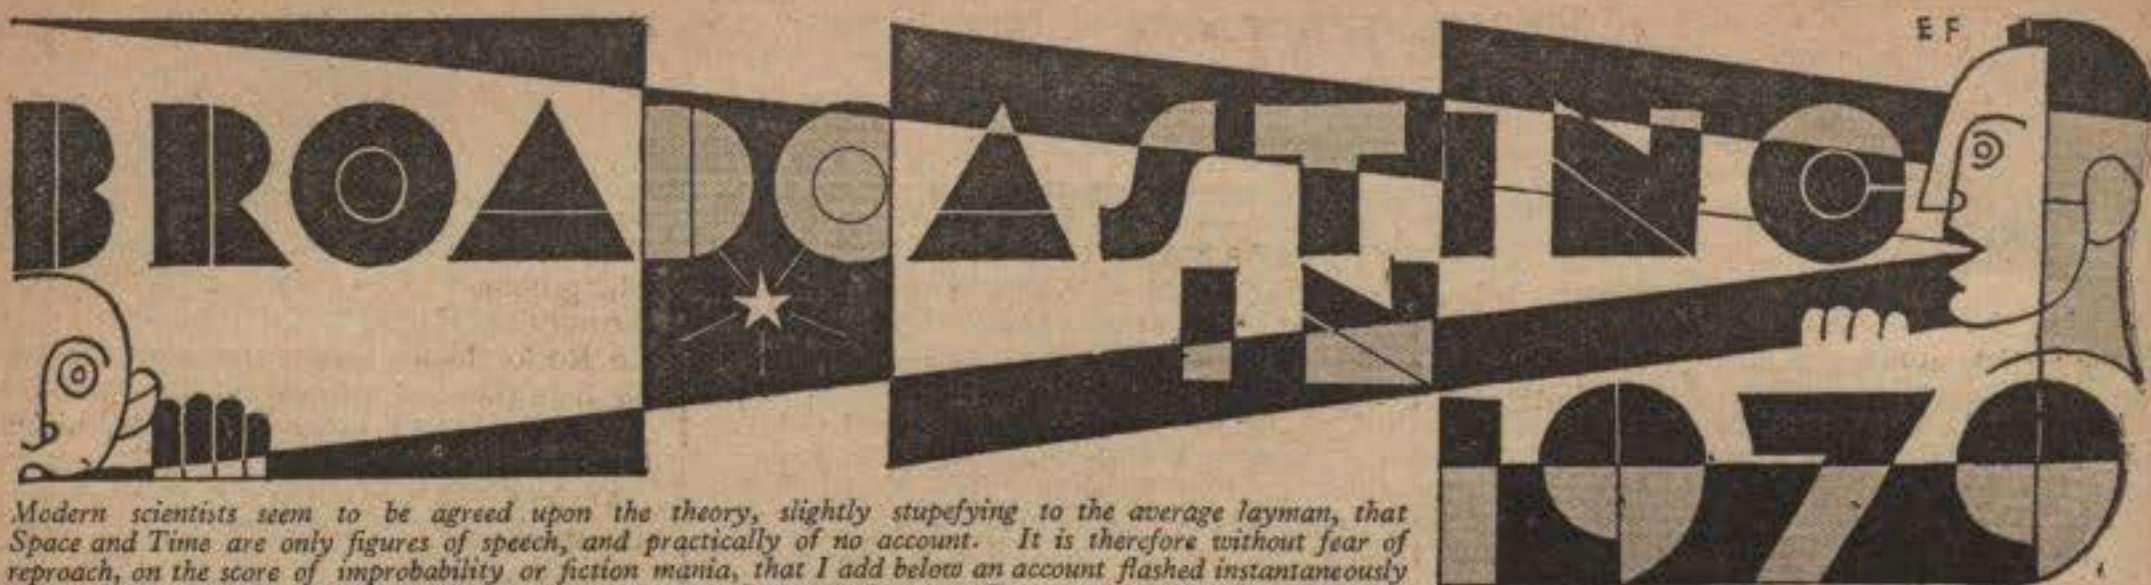 E F
BROADCASTING
IN
1979
Modern scientists seem to be agreed upon the theory, slightly stupefying to the average layman, that
Space and Time are only figures of speech, and practically of no account. It is therefore without fear of
reproach, on the score of improbability or fiction mania, that I add below an account flashed instantaneously